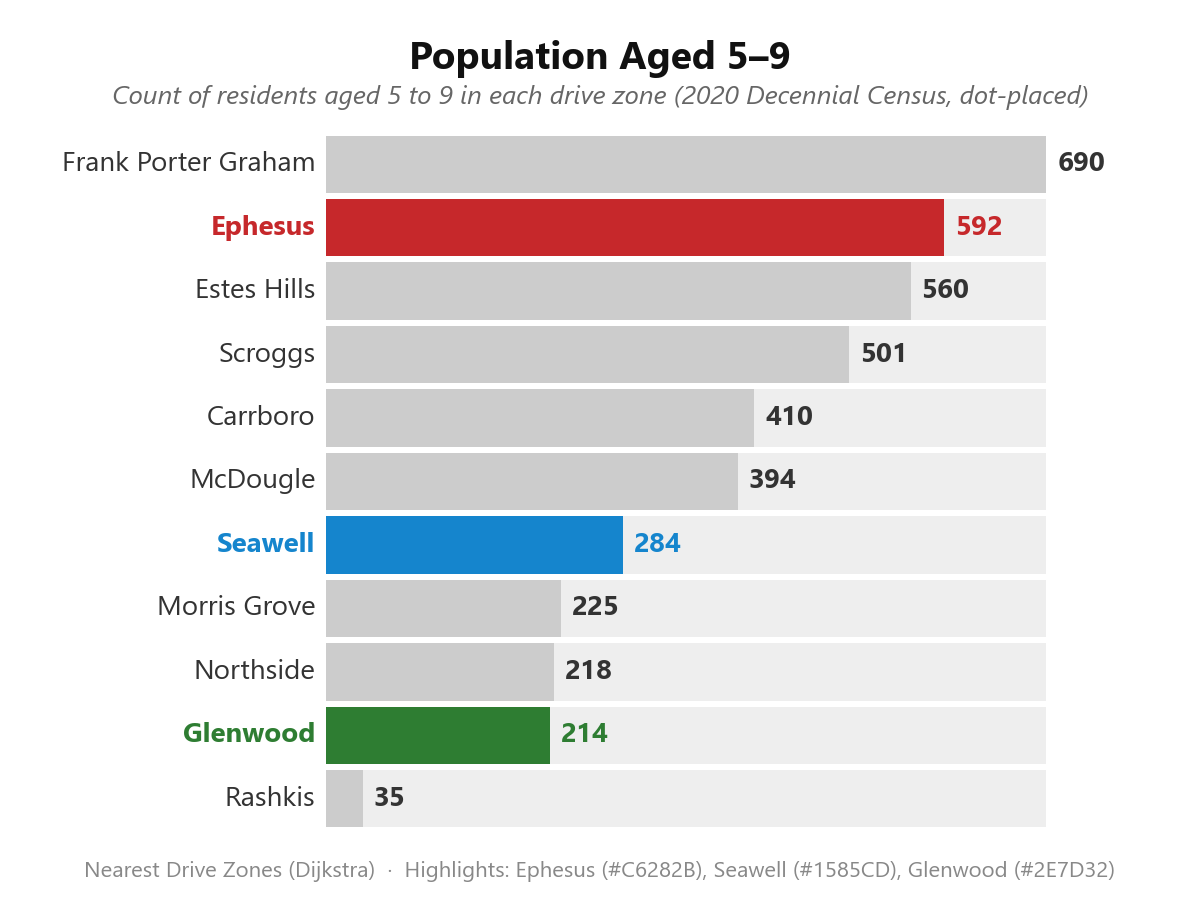 Population Aged 5–9
Count of residents aged 5 to 9 in each drive zone (2020 Decennial Census, dot-placed)
Frank Porter Graham 690
Ephesus 592
Estes Hills 560
Scroggs 501
Carrboro 410
McDougle 394
Seawell 284
Morris Grove 225
Northside 218
Glenwood 214
Rashkis 35
Nearest Drive Zones (Dijkstra) · Highlights: Ephesus (#C6282B), Seawell (#1585CD), Glenwood (#2E7D32)